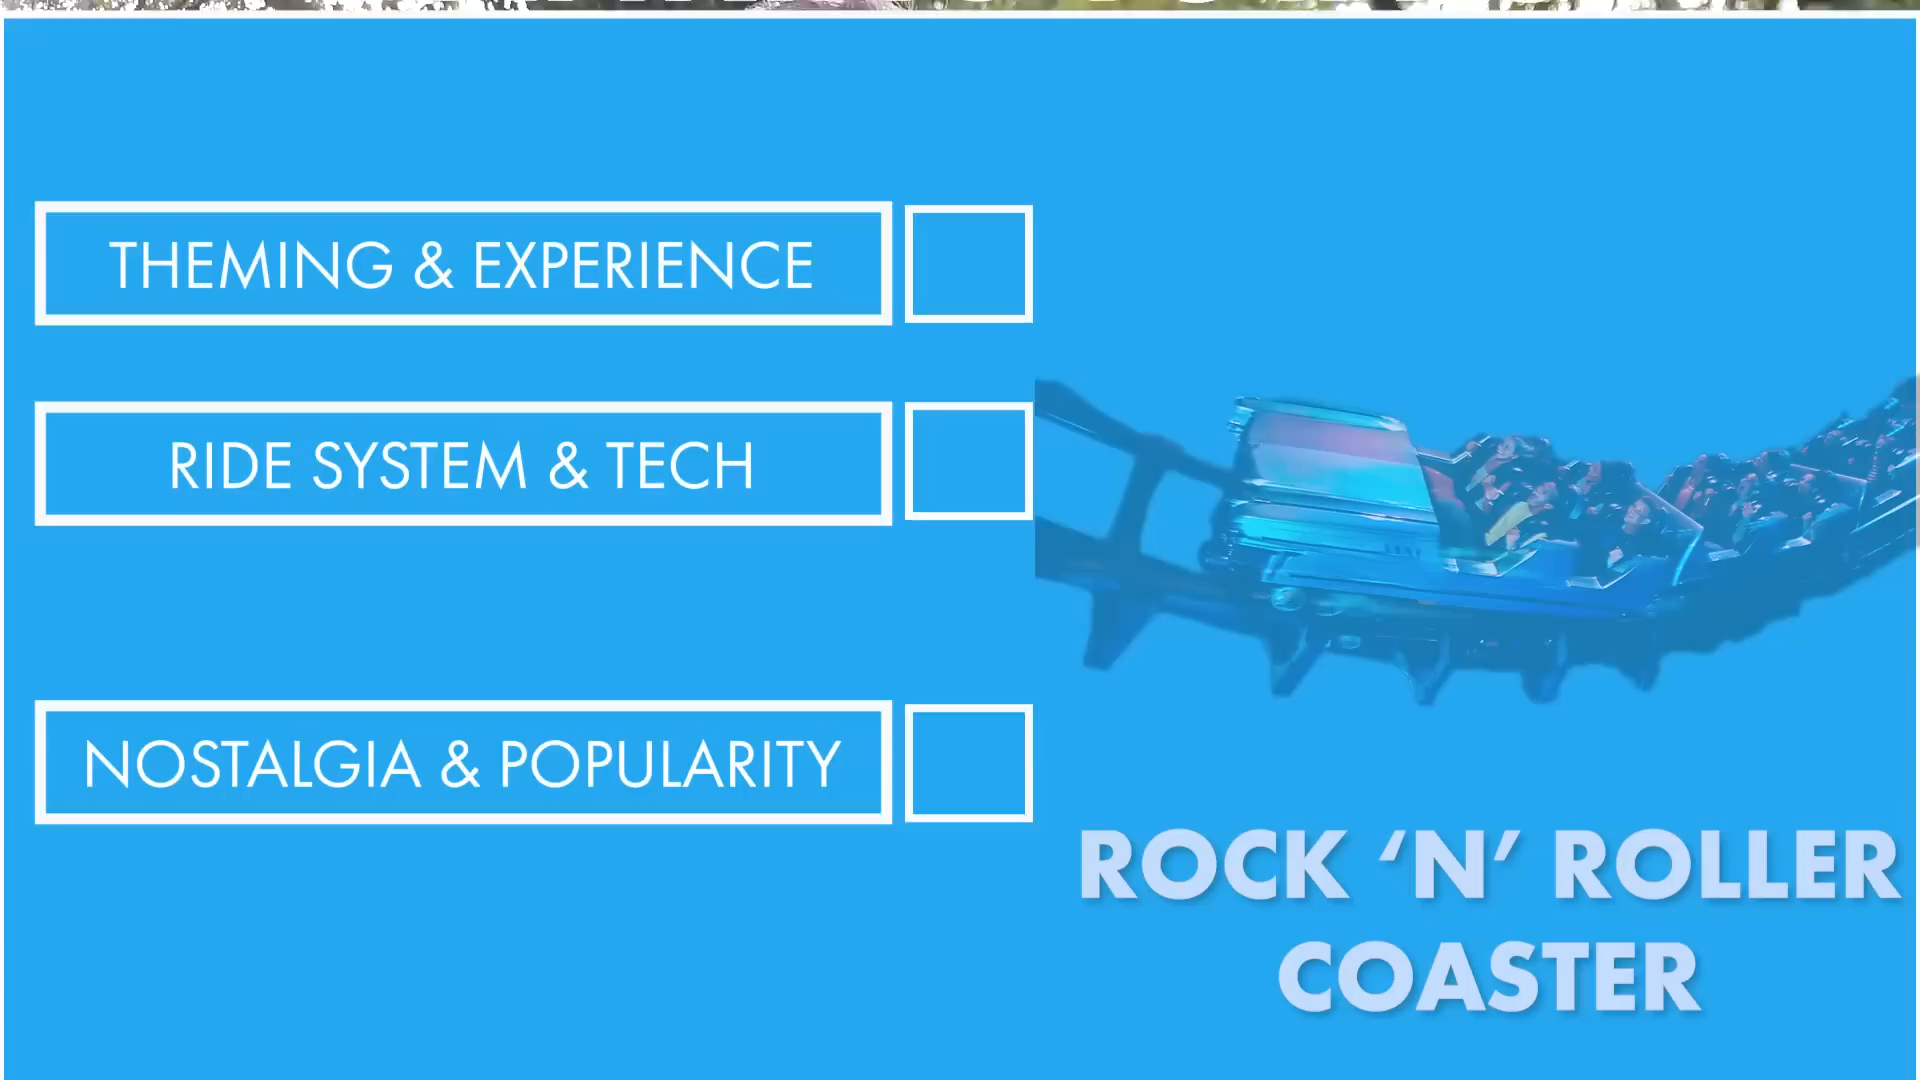 THEMING & EXPERIENCE
RIDE SYSTEM & TECH
NOSTALGIA & POPULARITY
ROCK ‘N’ ROLLER
COASTER